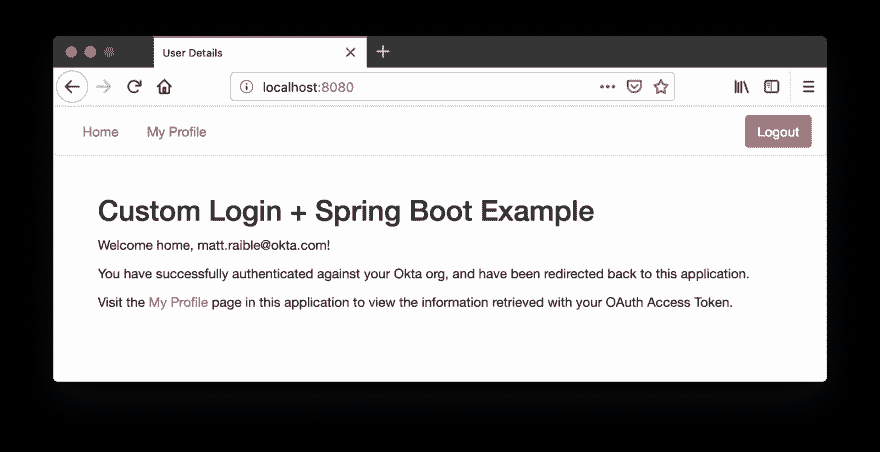 User Details
localhost:8080
Home My Profile Logout
Custom Login + Spring Boot Example
Welcome home, matt.raible@okta.com!
You have successfully authenticated against your Okta org, and have been redirected back to this application.
Visit the My Profile page in this application to view the information retrieved with your OAuth Access Token.